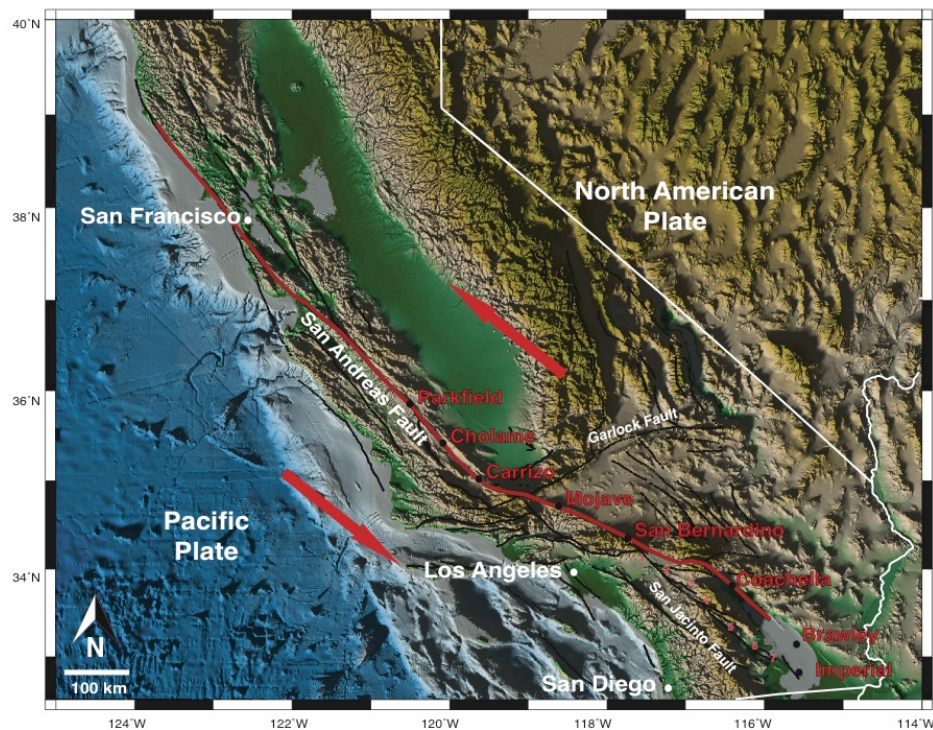 40°N
38°N
36°N
34°N
124°W
122°W
120°W
118°W
116°W
114°W
North American
Plate
San Francisco
San Andreas Fault
Parkfield
Cholame
Carrizo
Garlock Fault
Mojave
San Bernardino
Pacific
Plate
Los Angeles
Coachella
San Jacinto Fault
Brawley
Imperial
San Diego
N
100 km